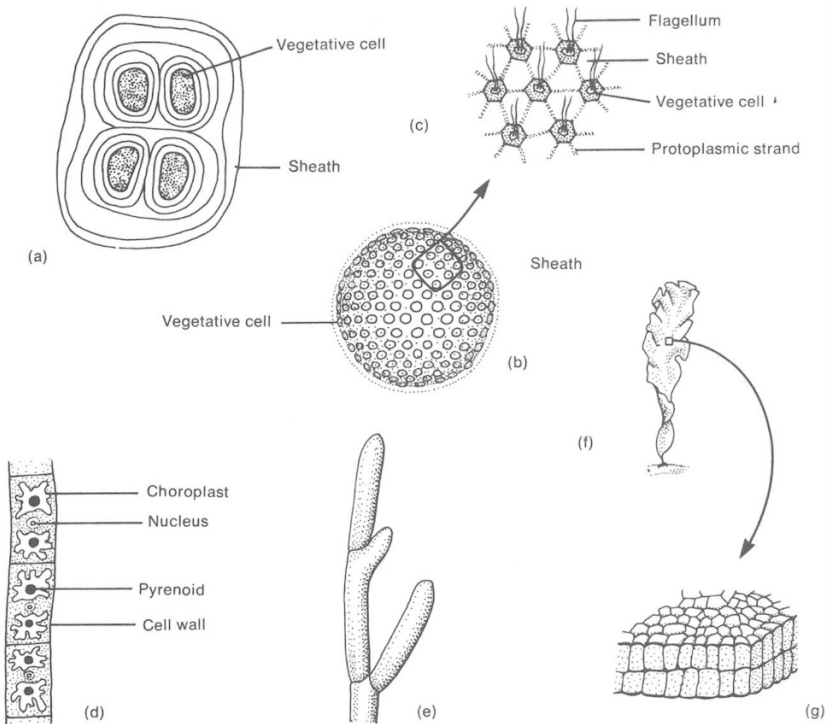 Vegetative cell
Sheath
(a)
Flagellum
Sheath
Vegetative cell
Protoplasmic strand
(c)
Sheath
Vegetative cell
(b)
(f)
Choroplast
Nucleus
Pyrenoid
Cell wall
(d)
(e)
(g)